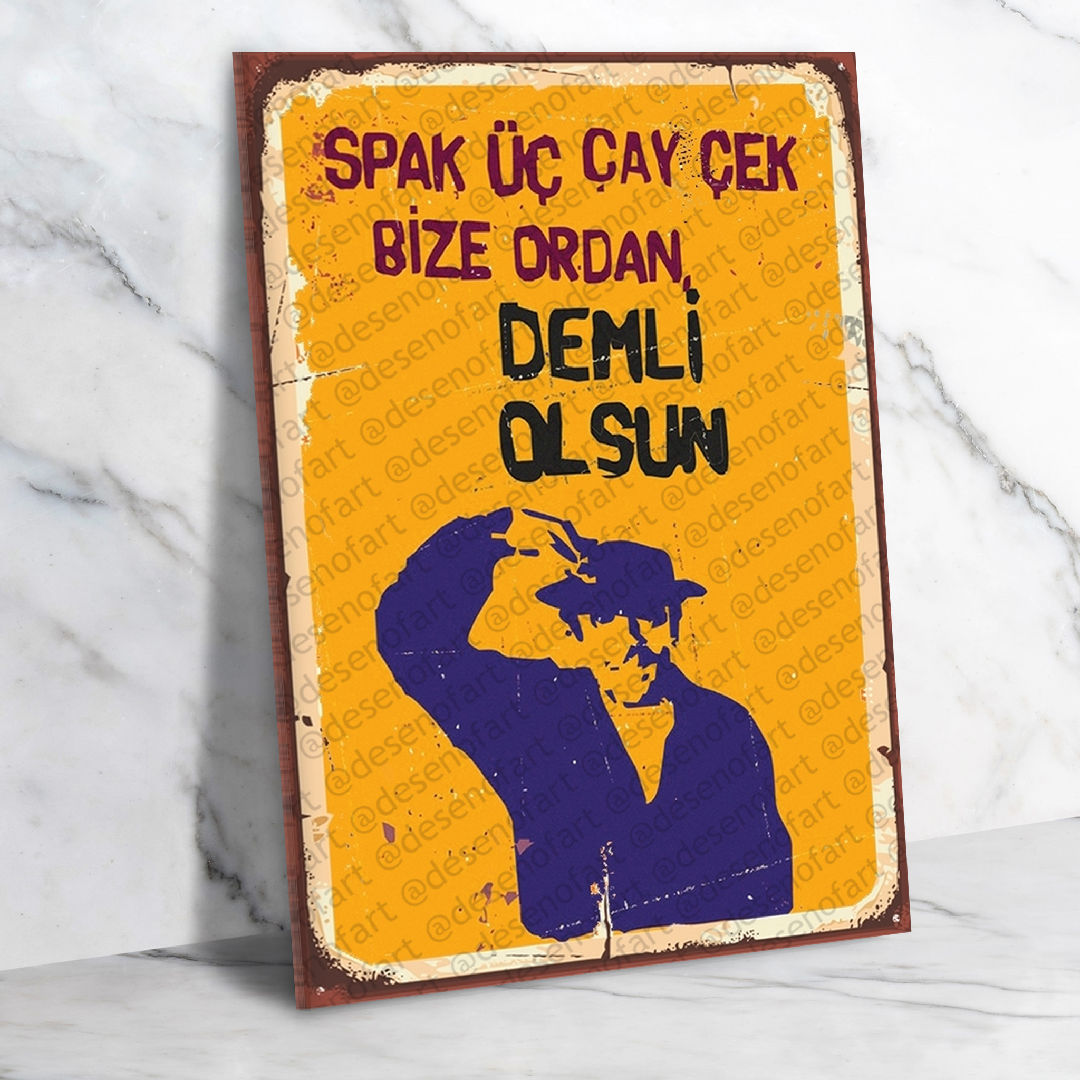 SPAK ÜÇ ÇAY ÇEK
BİZE ORDAN,
DEMLİ
OLSUN
@desenofart